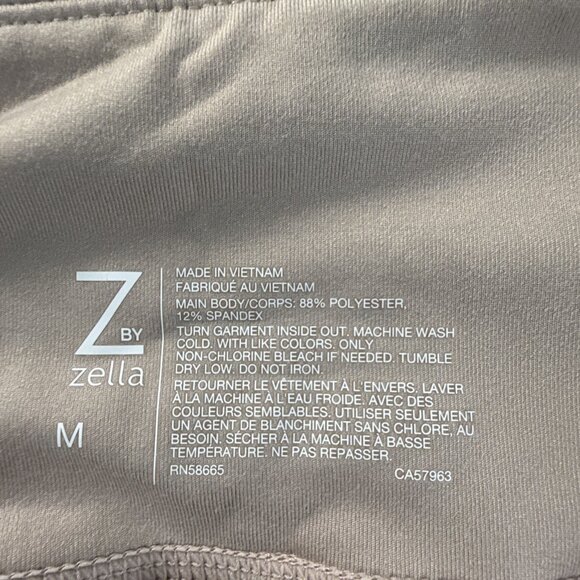 Z BY
zella
M
MADE IN VIETNAM
FABRIQUÉ AU VIETNAM
MAIN BODY/CORPS: 88% POLYESTER,
12% SPANDEX
TURN GARMENT INSIDE OUT. MACHINE WASH
COLD. WITH LIKE COLORS. ONLY
NON-CHLORINE BLEACH IF NEEDED. TUMBLE
DRY LOW. DO NOT IRON.
RETOURNER LE VÊTEMENT À L'ENVERS. LAVER
À LA MACHINE À L'EAU FROIDE. AVEC DES
COULEURS SEMBLABLES. UTILISER SEULEMENT
UN AGENT DE BLANCHIMENT SANS CHLORE, AU
BESOIN. SÉCHER À LA MACHINE À BASSE
TEMPÉRATURE. NE PAS REPASSER.
RN58665 CA57963